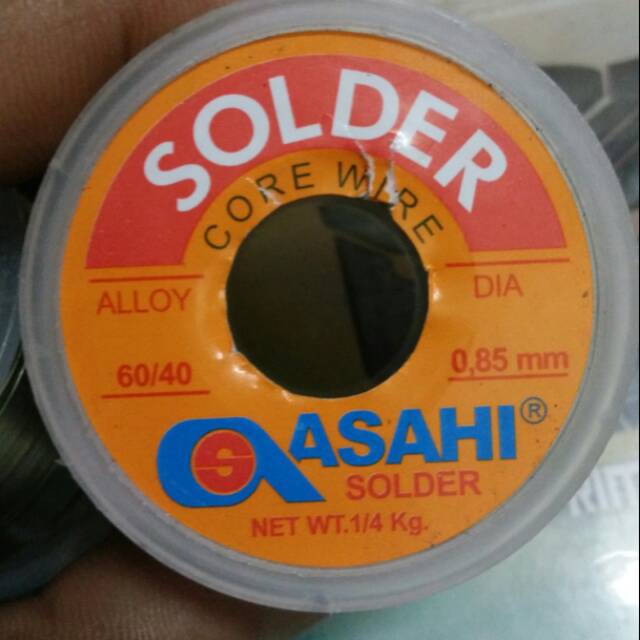 SOLDER
CORE WIRE
ALLOY
DIA
60/40
0,85 mm
ASAHI®
SOLDER
NET WT.1/4 Kg.